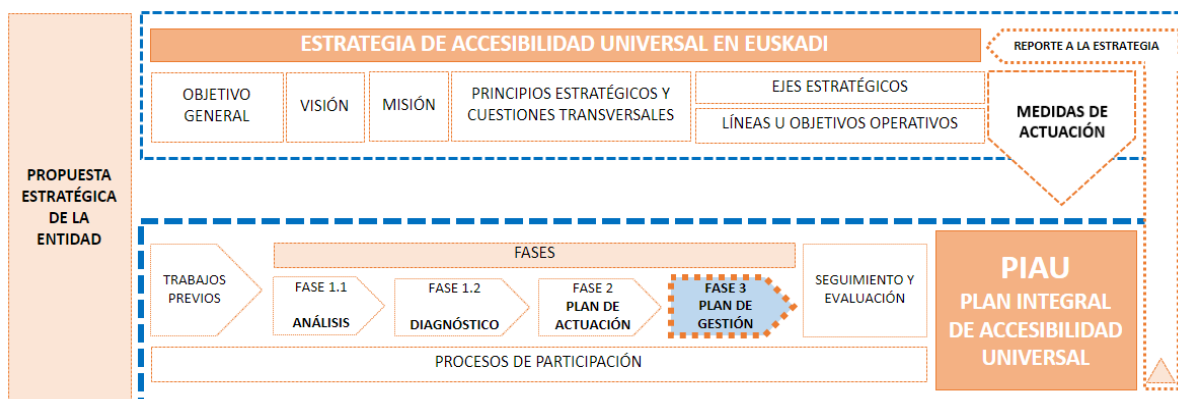 PROPUESTA
ESTRATÉGICA
DE LA
ENTIDAD
ESTRATEGIA DE ACCESIBILIDAD UNIVERSAL EN EUSKADI
REPORTE A LA ESTRATEGIA
OBJETIVO
GENERAL
VISIÓN
MISIÓN
PRINCIPIOS ESTRATÉGICOS Y
CUESTIONES TRANSVERSALES
EJES ESTRATÉGICOS
LÍNEAS U OBJETIVOS OPERATIVOS
MEDIDAS DE
ACTUACIÓN
TRABAJOS
PREVIOS
FASES
FASE 1.1
ANÁLISIS
FASE 1.2
DIAGNÓSTICO
FASE 2
PLAN DE
ACTUACIÓN
FASE 3
PLAN DE
GESTIÓN
SEGUIMIENTO Y
EVALUACIÓN
PROCESOS DE PARTICIPACIÓN
PIAU
PLAN INTEGRAL
DE ACCESIBILIDAD
UNIVERSAL